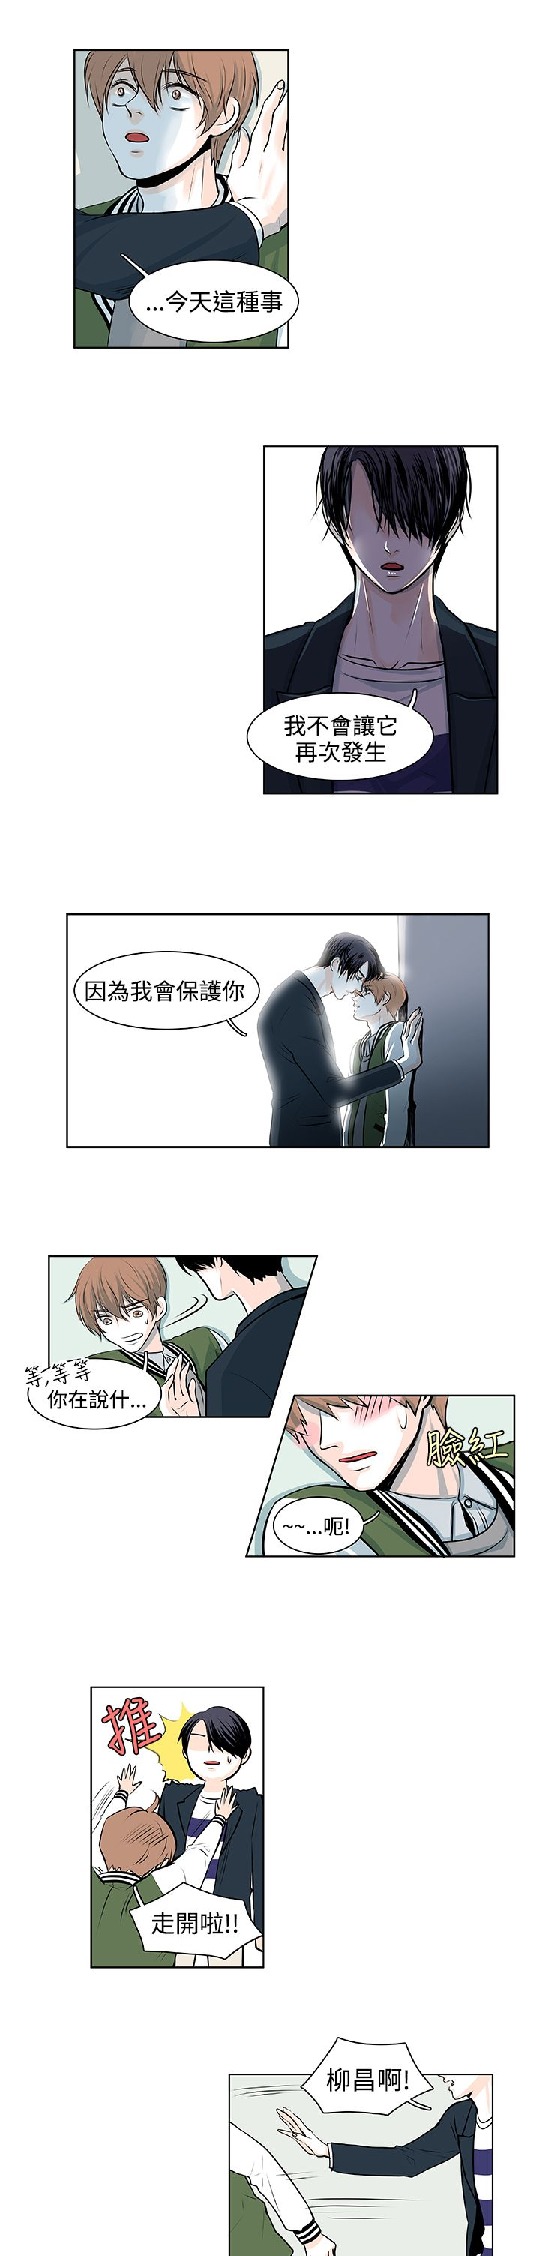 ...今天這種事
我不會讓它
再次發生
因為我會保護你
等,等等
你在說什...
臉紅
~~...呃!
推
走開啦!!
柳昌啊!